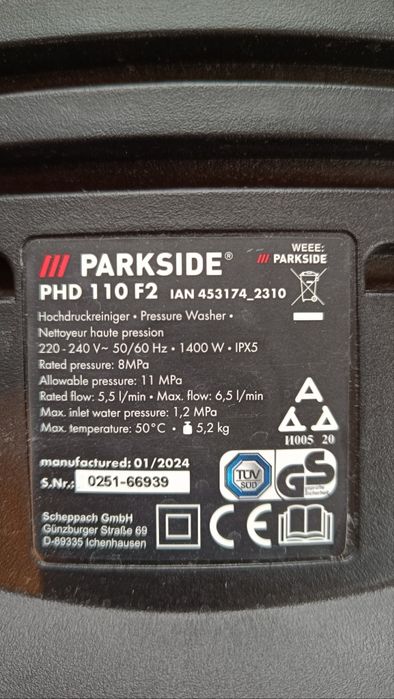 /// PARKSIDE®
WEEE:
/// PARKSIDE
PHD 110 F2 IAN 453174_2310
Hochdruckreiniger • Pressure Washer •
Nettoyeur haute pression
220-240 V~ 50/60 Hz • 1400 W • IPX5
Rated pressure: 8MPa
Allowable pressure: 11 MPa
Rated flow: 5,5 l/min • Max. flow: 6,5 l/min
Max. inlet water pressure: 1,2 MPa
Max. temperature: 50°C • 5,2 kg
И005 20
manufactured: 01/2024
S.Nr.: 0251-66939
TÜV
SÜD
GS
Scheppach GmbH
Günzburger Straße 69
D-89335 Ichenhausen
CE